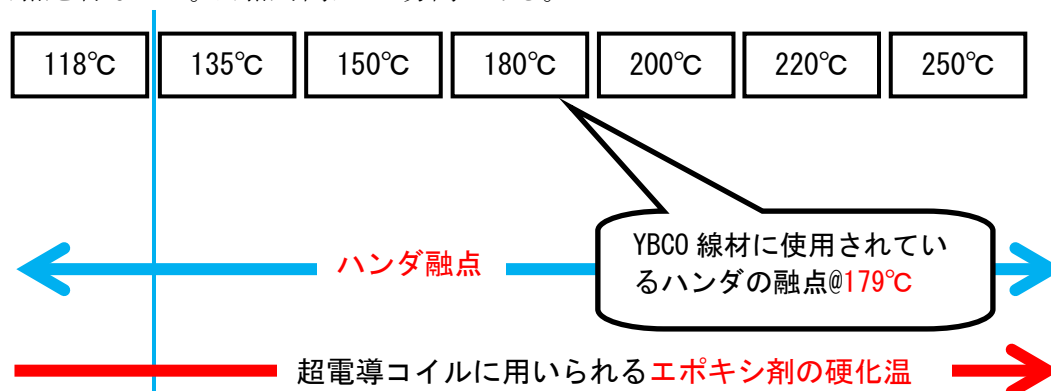 118℃ 135℃ 150℃ 180℃ 200℃ 220℃ 250℃
ハンダ融点
YBCO 線材に使用されてい
るハンダの融点@179℃
超電導コイルに用いられるエポキシ剤の硬化温